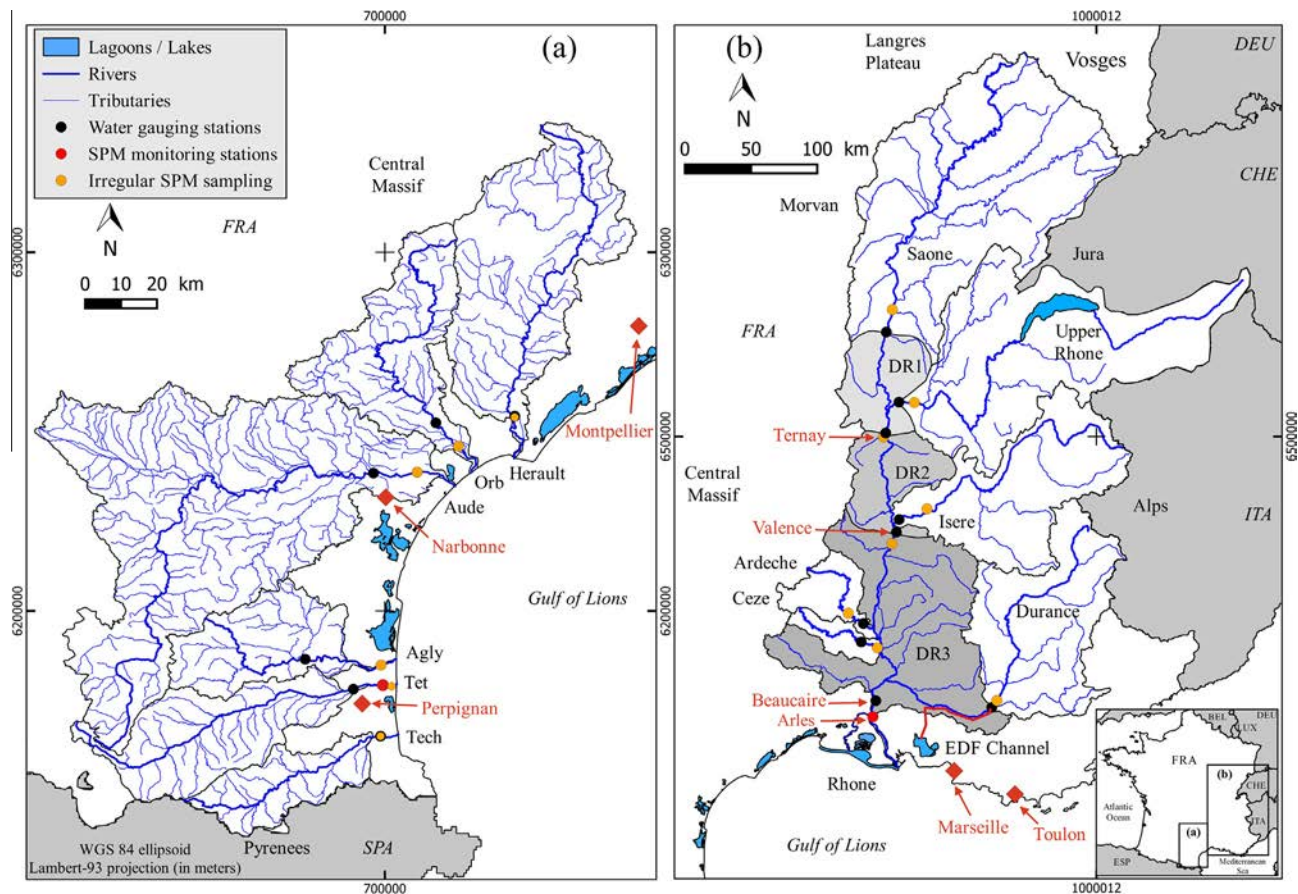 700000
(a)
Lagoons / Lakes
Rivers
Tributaries
Water gauging stations
SPM monitoring stations
Irregular SPM sampling
N
0 10 20
km
FRA
Central
Massif
6300000
6300000
Montpellier
Herault
Orb
Aude
Narbonne
Gulf of Lions
6200000
6200000
Agly
Tet
Perpignan
Tech
WGS 84 ellipsoid
Lambert-93 projection (in meters)
Pyrenees
SPA
700000
1000012
(b)
Langres
Plateau
Vosges
DEU
N
0 50 100
km
CHE
Morvan
Saone
Jura
FRA
Upper
Rhone
DR1
Ternay
6500000
6500000
DR2
Central
Massif
Alps
ITA
Valence
Isere
Ardeche
Ceze
Durance
DR3
Beaucaire
Arles
EDF Channel
Rhone
Marseille
Toulon
Gulf of Lions
BEL
DEU
LUX
FRA
(b)
CHE
Atlantic
Ocean
ITA
(a)
ESP
Mediterranean
Sea
1000012